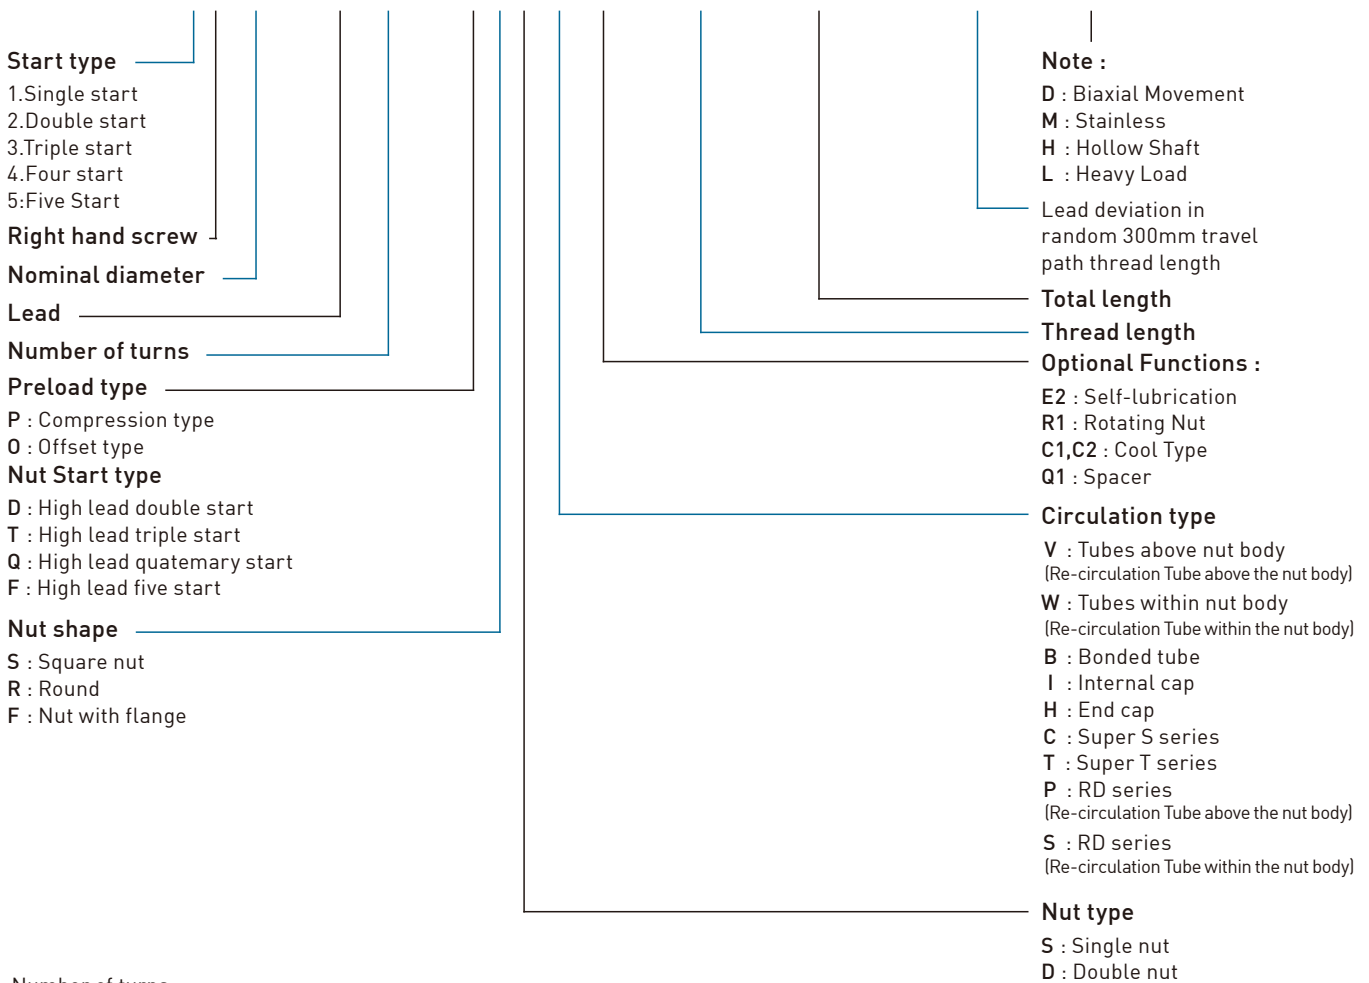 Start type
1.Single start
2.Double start
3.Triple start
4.Four start
5:Five Start
Right hand screw
Nominal diameter
Lead
Number of turns
Preload type
P : Compression type
O : Offset type
Nut Start type
D : High lead double start
T : High lead triple start
Q : High lead quatemary start
F : High lead five start
Nut shape
S : Square nut
R : Round
F : Nut with flange
Note :
D : Biaxial Movement
M : Stainless
H : Hollow Shaft
L : Heavy Load
Lead deviation in
random 300mm travel
path thread length
Total length
Thread length
Optional Functions :
E2 : Self-lubrication
R1 : Rotating Nut
C1,C2 : Cool Type
Q1 : Spacer
Circulation type
V : Tubes above nut body
(Re-circulation Tube above the nut body)
W : Tubes within nut body
(Re-circulation Tube within the nut body)
B : Bonded tube
I : Internal cap
H : End cap
C : Super S series
T : Super T series
P : RD series
(Re-circulation Tube above the nut body)
S : RD series
(Re-circulation Tube within the nut body)
Nut type
S : Single nut
D : Double nut
Number of turns